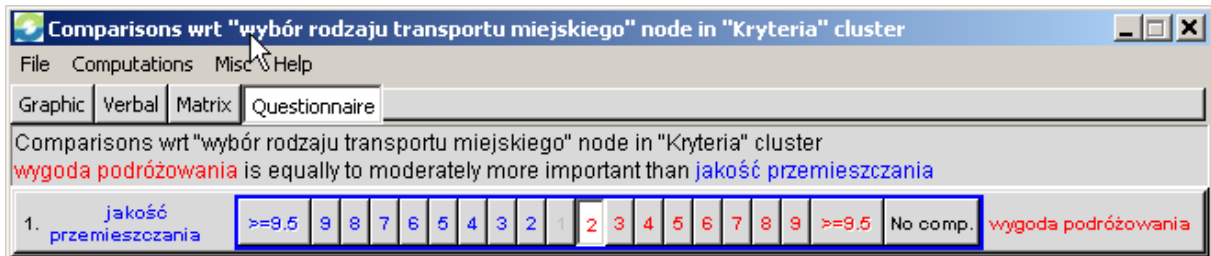 Comparisons wrt "wybór rodzaju transportu miejskiego" node in "Kryteria" cluster
File Computations Misc Help
Graphic Verbal Matrix Questionnaire
Comparisons wrt "wybór rodzaju transportu miejskiego" node in "Kryteria" cluster
wygoda podróżowania is equally to moderately more important than jakość przemieszczania
1. jakość przemieszczania >=9.5 9 8 7 6 5 4 3 2 1 2 3 4 5 6 7 8 9 >=9.5 No comp. wygoda podróżowania